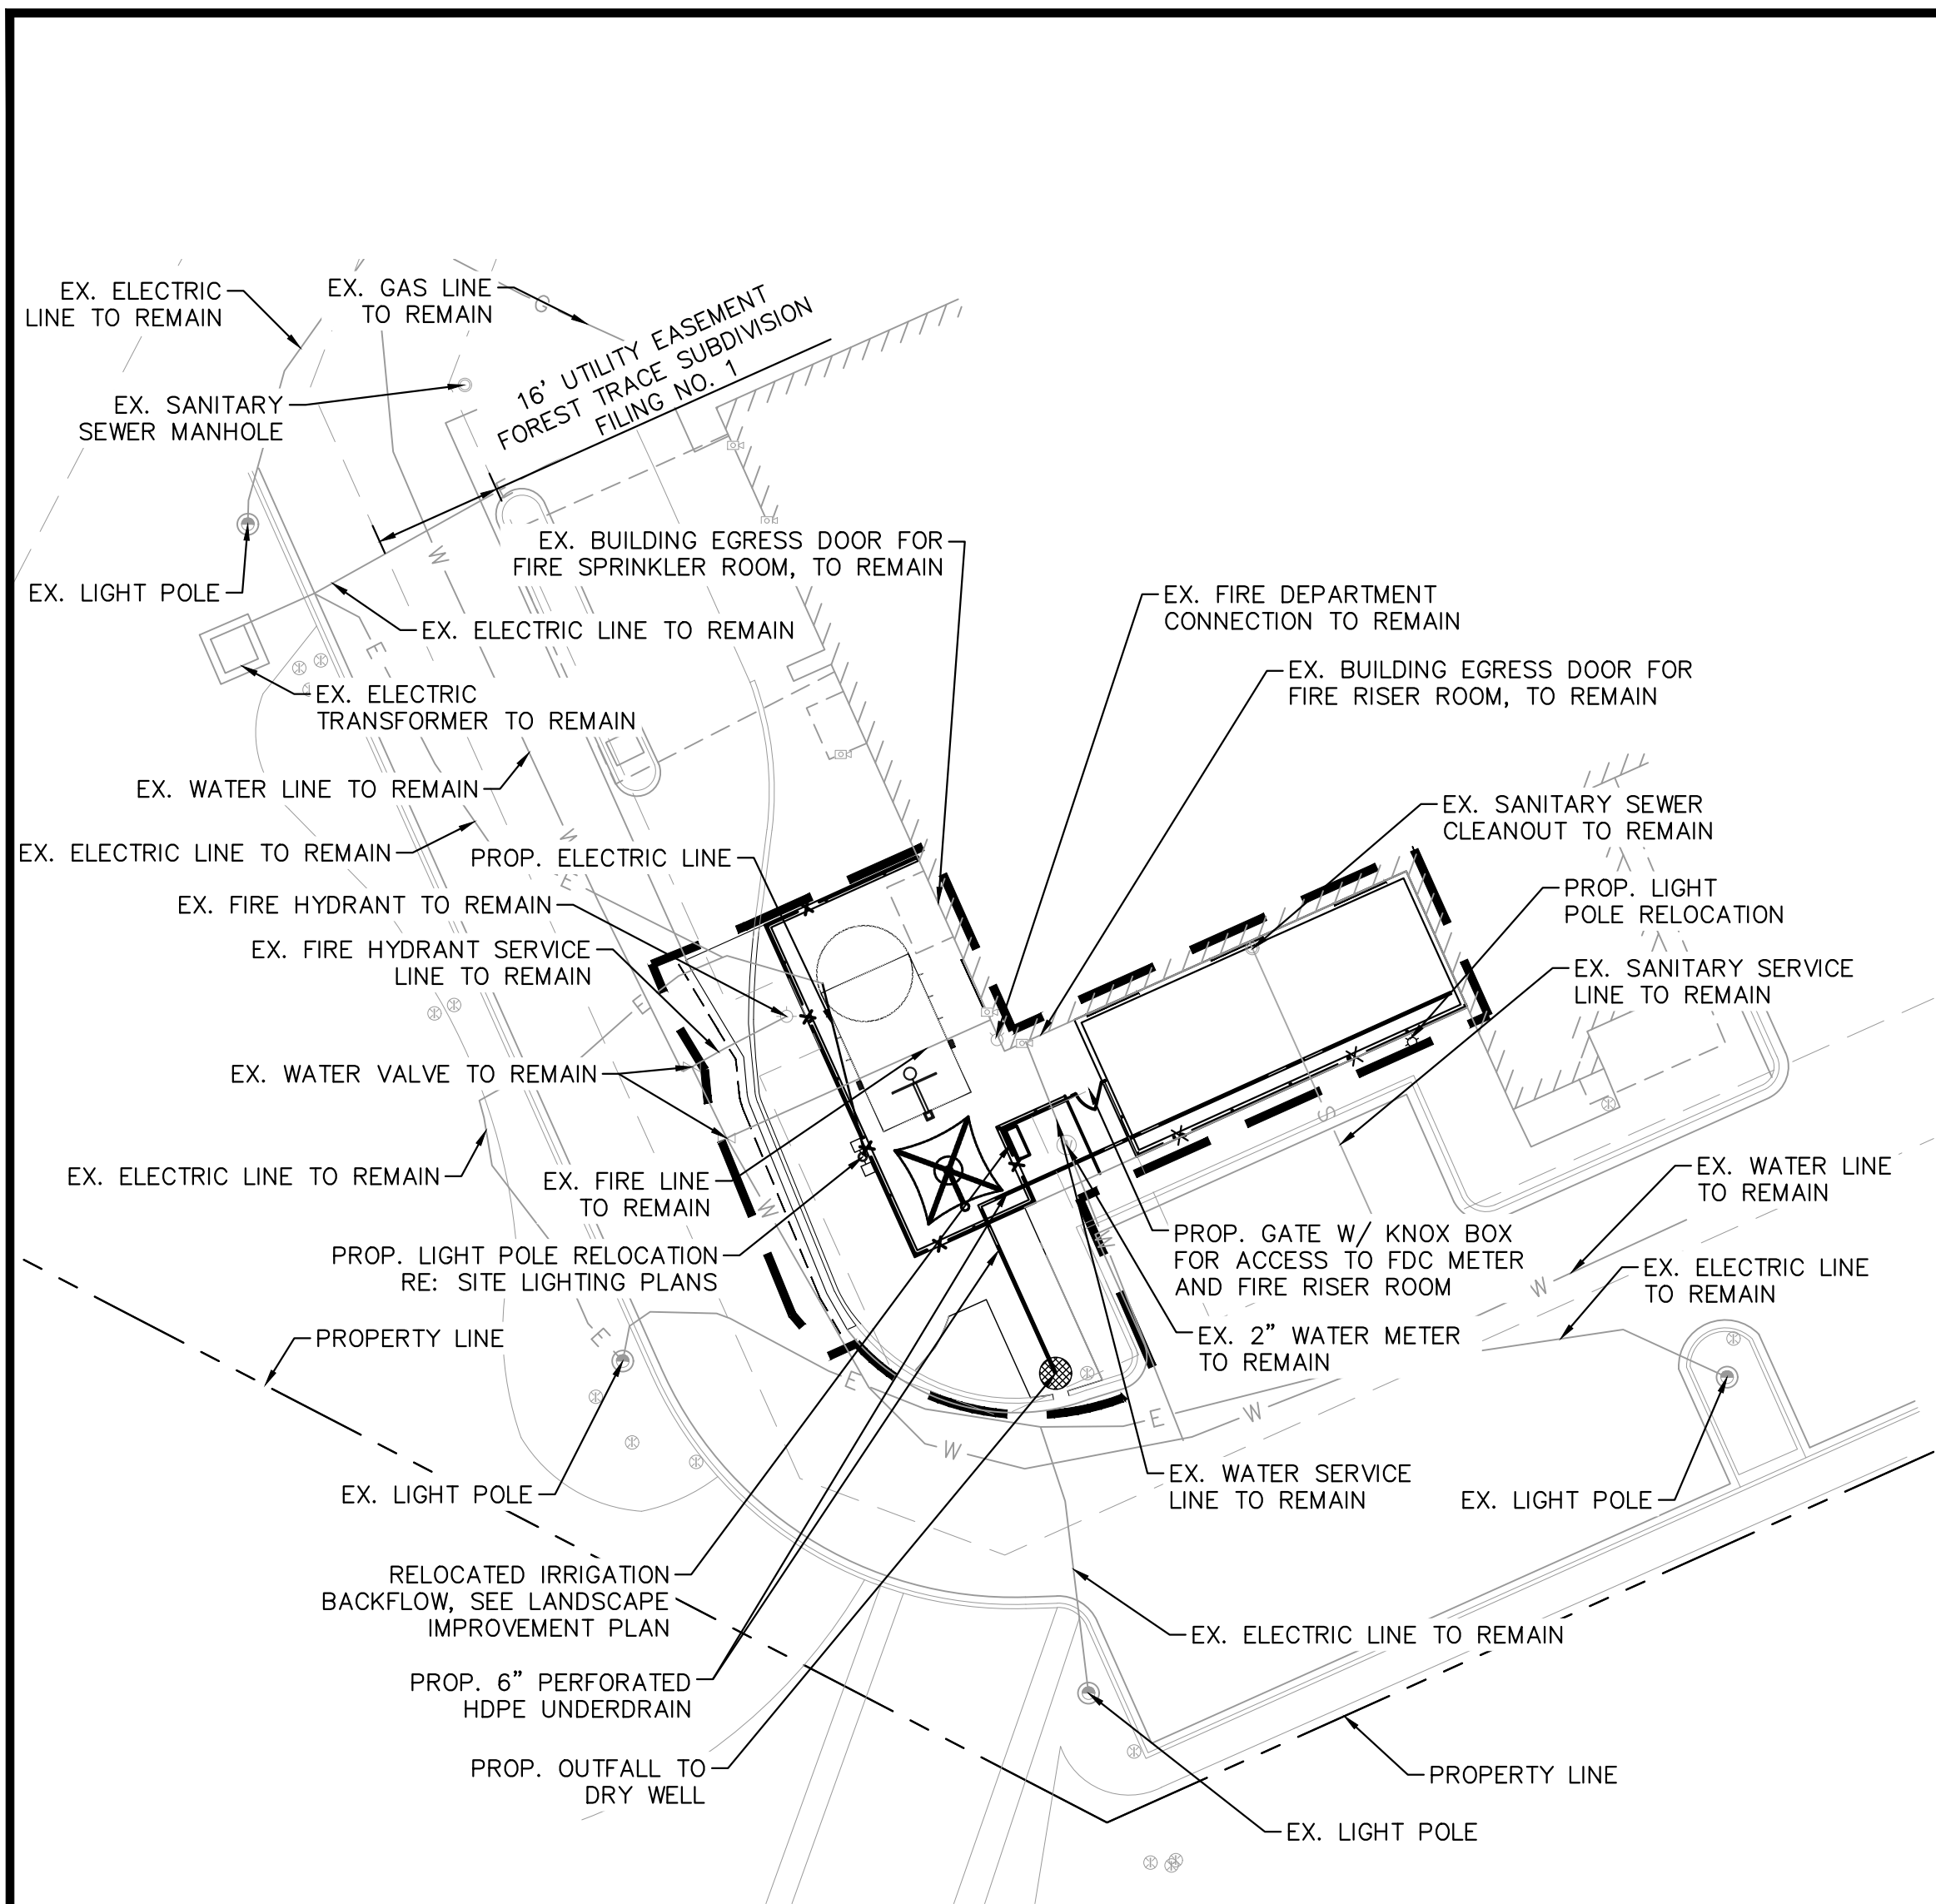 EX. ELECTRIC
LINE TO REMAIN
EX. GAS LINE
TO REMAIN
G
16' UTILITY EASEMENT
FOREST TRACE SUBDIVISION
FILING NO. 1
EX. SANITARY
SEWER MANHOLE
W
EX. BUILDING EGRESS DOOR FOR
FIRE SPRINKLER ROOM, TO REMAIN
EX. LIGHT POLE
EX. FIRE DEPARTMENT
CONNECTION TO REMAIN
EX. ELECTRIC LINE TO REMAIN
E
EX. BUILDING EGRESS DOOR FOR
FIRE RISER ROOM, TO REMAIN
EX. ELECTRIC
TRANSFORMER TO REMAIN
EX. WATER LINE TO REMAIN
EX. SANITARY SEWER
CLEANOUT TO REMAIN
W
EX. ELECTRIC LINE TO REMAIN
PROP. ELECTRIC LINE
E
PROP. LIGHT
POLE RELOCATION
EX. FIRE HYDRANT TO REMAIN
EX. FIRE HYDRANT SERVICE
LINE TO REMAIN
EX. SANITARY SERVICE
LINE TO REMAIN
E
EX. WATER VALVE TO REMAIN
S
EX. ELECTRIC LINE TO REMAIN
EX. FIRE LINE
TO REMAIN
W
EX. WATER LINE
TO REMAIN
PROP. LIGHT POLE RELOCATION
RE: SITE LIGHTING PLANS
W
PROP. GATE W/ KNOX BOX
FOR ACCESS TO FDC METER
AND FIRE RISER ROOM
EX. ELECTRIC LINE
TO REMAIN
W
PROPERTY LINE
E
EX. 2” WATER METER
TO REMAIN
E
E
W
W
EX. LIGHT POLE
EX. WATER SERVICE
LINE TO REMAIN
EX. LIGHT POLE
RELOCATED IRRIGATION
BACKFLOW, SEE LANDSCAPE
IMPROVEMENT PLAN
EX. ELECTRIC LINE TO REMAIN
PROP. 6” PERFORATED
HDPE UNDERDRAIN
PROP. OUTFALL TO
DRY WELL
PROPERTY LINE
EX. LIGHT POLE